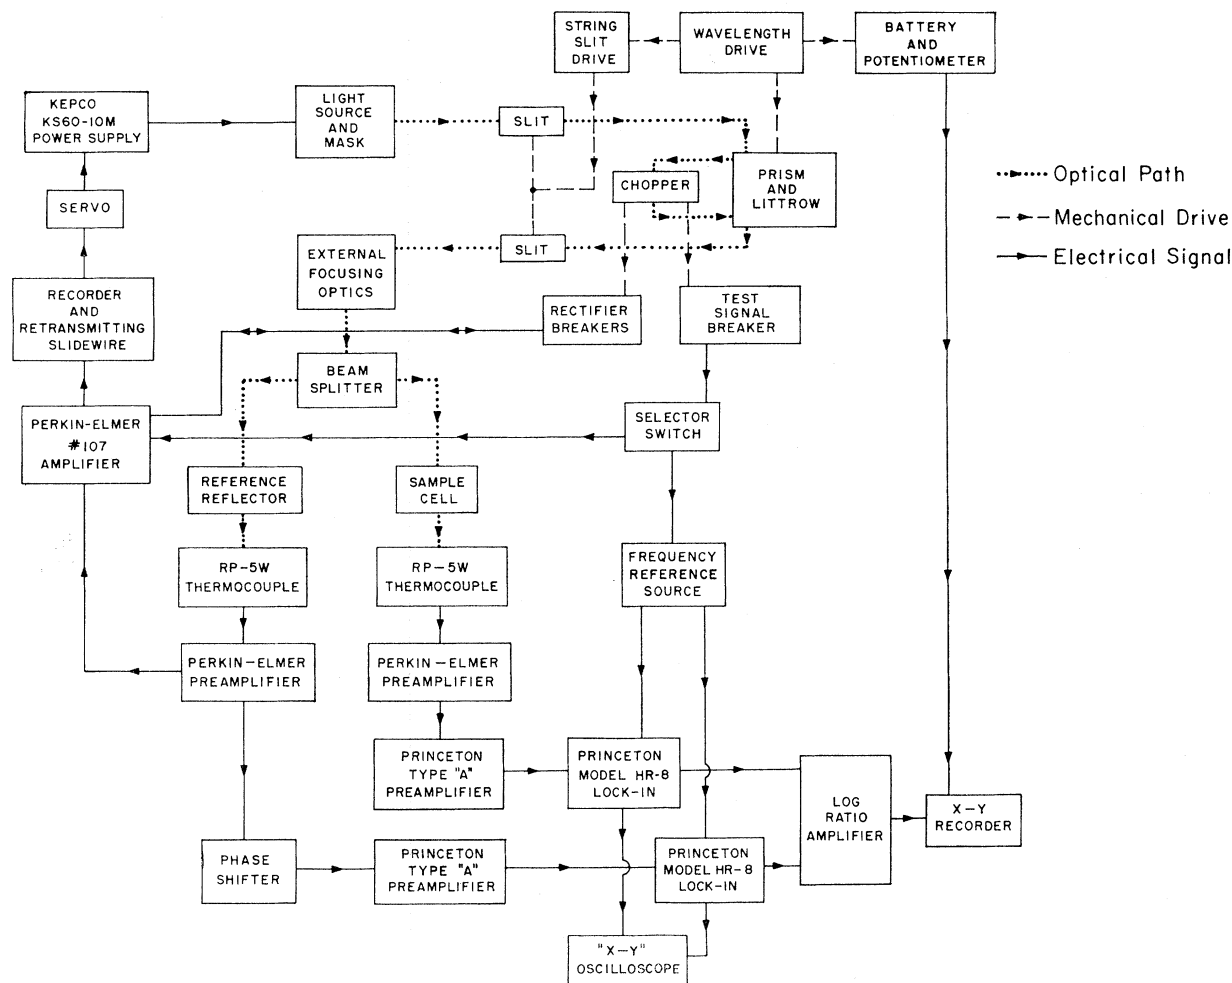 STRING
SLIT
DRIVE
WAVELENGTH
DRIVE
BATTERY
AND
POTENTIOMETER
KEPCO
KS60-10M
POWER SUPPLY
LIGHT
SOURCE
AND
MASK
SLIT
CHOPPER
PRISM
AND
LITTROW
Optical Path
Mechanical Drive
Electrical Signal
SERVO
SLIT
EXTERNAL
FOCUSING
OPTICS
RECORDER
AND
RETRANSMITTING
SLIDEWIRE
RECTIFIER
BREAKERS
TEST
SIGNAL
BREAKER
BEAM
SPLITTER
PERKIN-ELMER
#107
AMPLIFIER
SELECTOR
SWITCH
REFERENCE
REFLECTOR
SAMPLE
CELL
RP-5W
THERMOCOUPLE
RP-5W
THERMOCOUPLE
FREQUENCY
REFERENCE
SOURCE
PERKIN-ELMER
PREAMPLIFIER
PERKIN-ELMER
PREAMPLIFIER
PRINCETON
TYPE "A"
PREAMPLIFIER
PRINCETON
MODEL HR-8
LOCK-IN
LOG
RATIO
AMPLIFIER
X-Y
RECORDER
PHASE
SHIFTER
PRINCETON
TYPE "A"
PREAMPLIFIER
PRINCETON
MODEL HR-8
LOCK-IN
"X-Y"
OSCILLOSCOPE